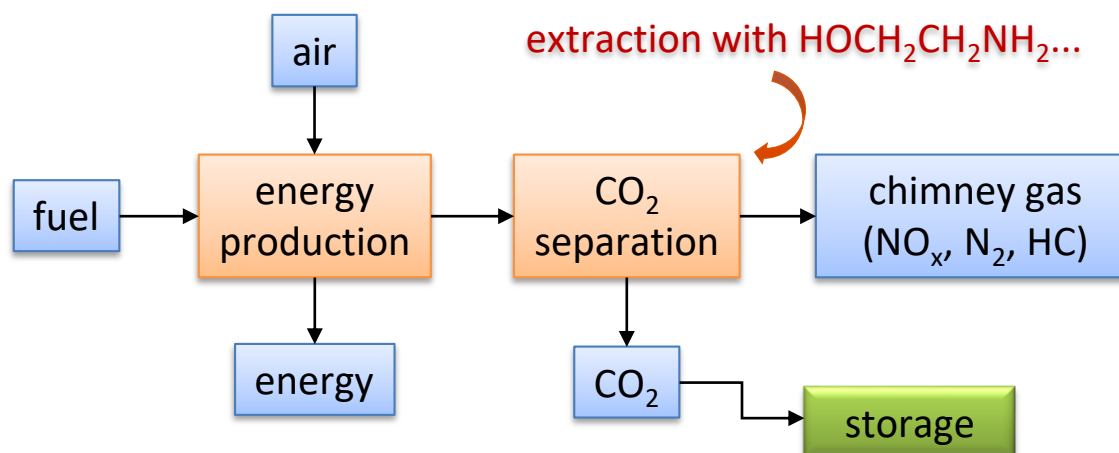 air
extraction with HOCH₂CH₂NH₂...
fuel
energy
production
CO₂
separation
chimney gas
(NOₓ, N₂, HC)
energy
CO₂
storage